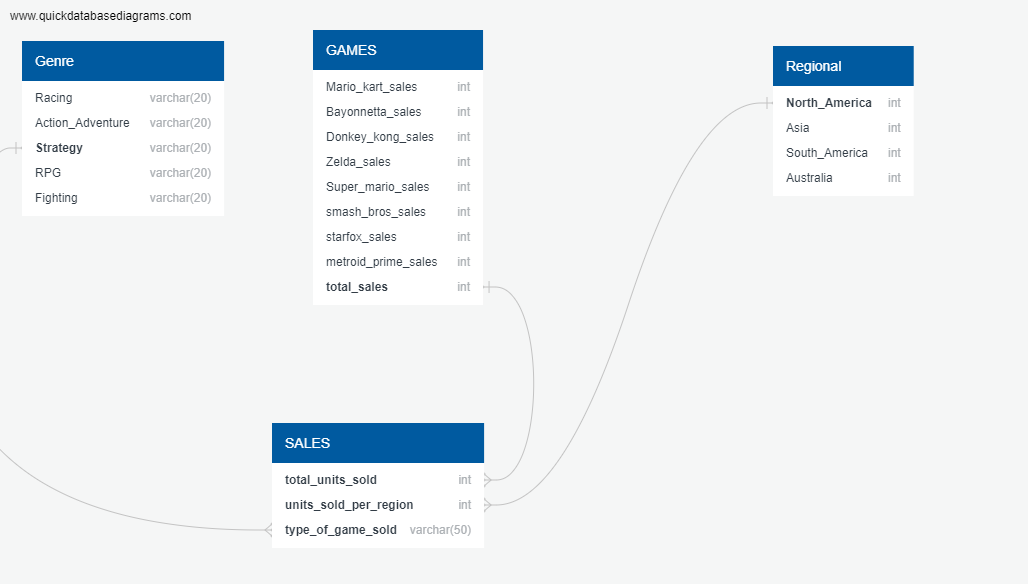 www.quickdatabasediagrams.com
Genre
Racing varchar(20)
Action_Adventure varchar(20)
Strategy varchar(20)
RPG varchar(20)
Fighting varchar(20)
GAMES
Mario_kart_sales int
Bayonnetta_sales int
Donkey_kong_sales int
Zelda_sales int
Super_mario_sales int
smash_bros_sales int
starfox_sales int
metroid_prime_sales int
total_sales int
Regional
North_America int
Asia int
South_America int
Australia int
SALES
total_units_sold int
units_sold_per_region int
type_of_game_sold varchar(50)